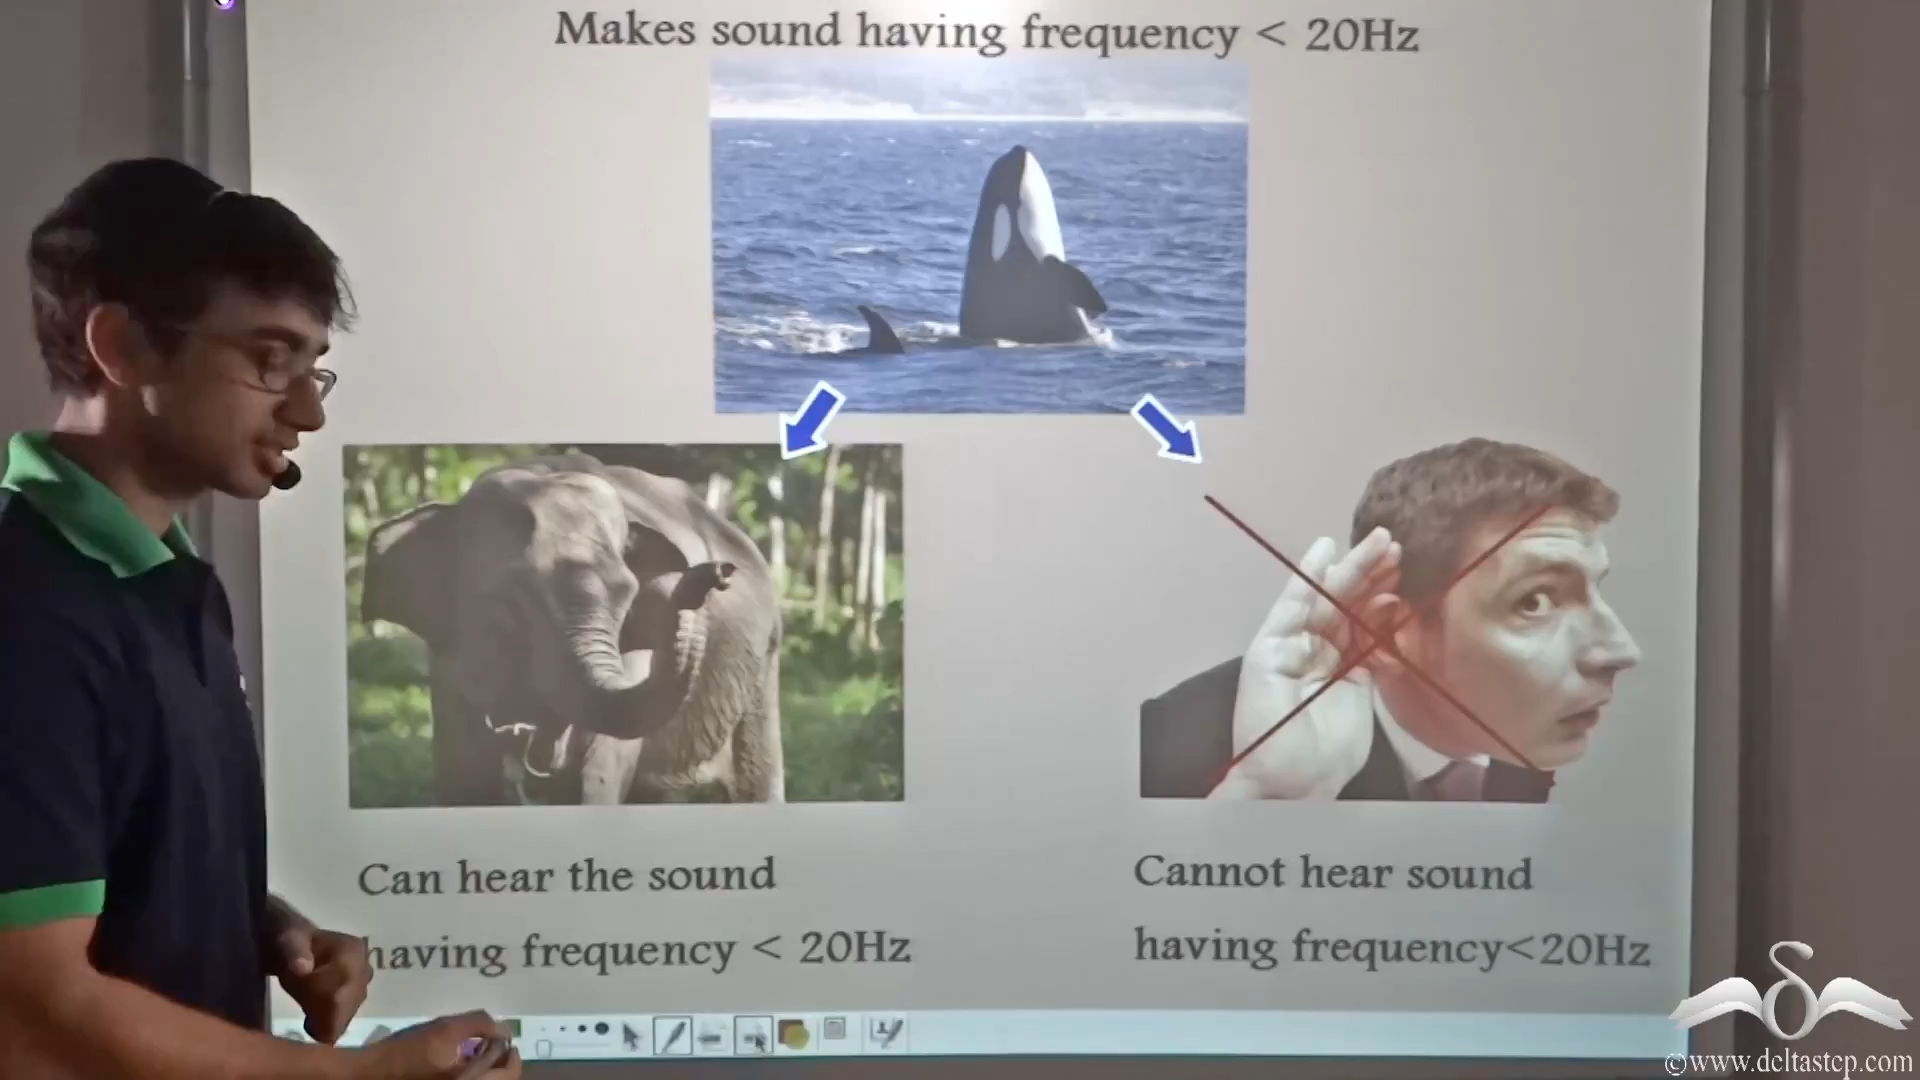 Makes sound having frequency < 20Hz
Can hear the sound
having frequency < 20Hz
Cannot hear sound
having frequency<20Hz
©www.deltastep.com